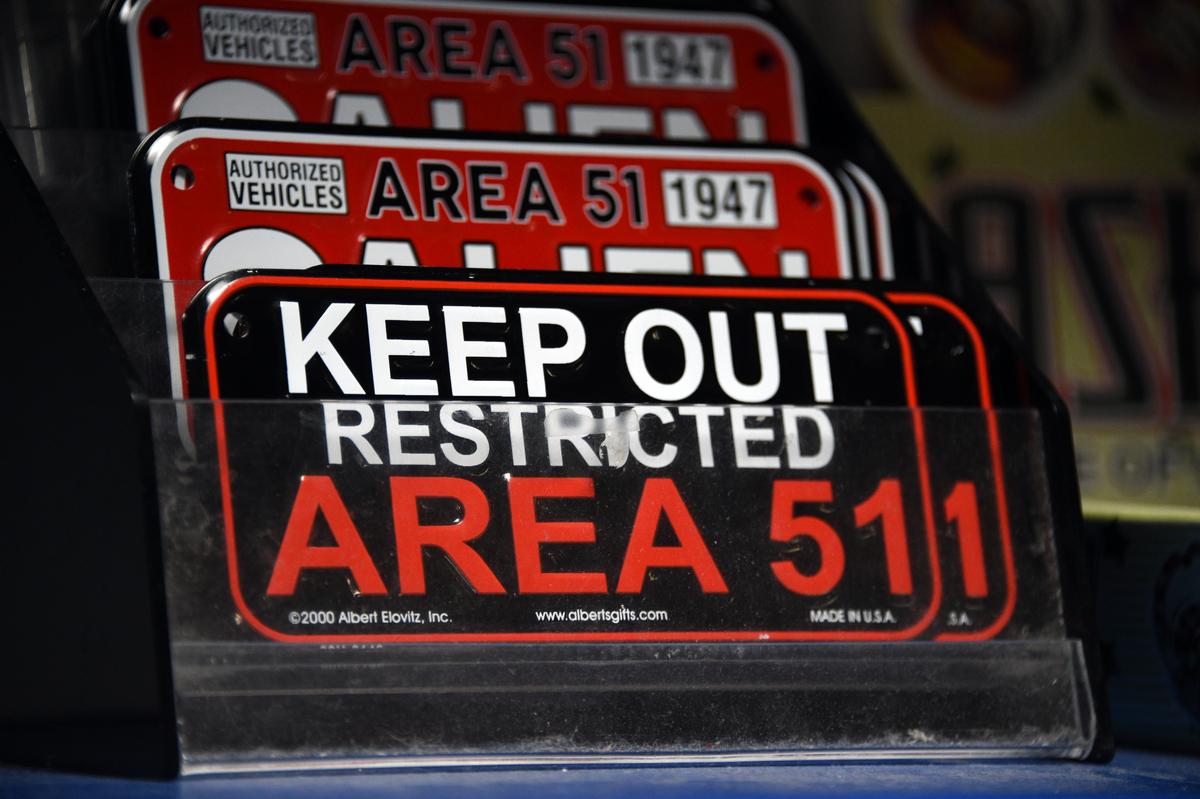 AUTHORIZED
VEHICLES
AREA 51
1947
AUTHORIZED
VEHICLES
AREA 51
1947
KEEP OUT
RESTRICTED
AREA 51
©2000 Albert Elovitz, Inc.
www.albertsgifts.com
MADE IN U.S.A.
1
S.A.